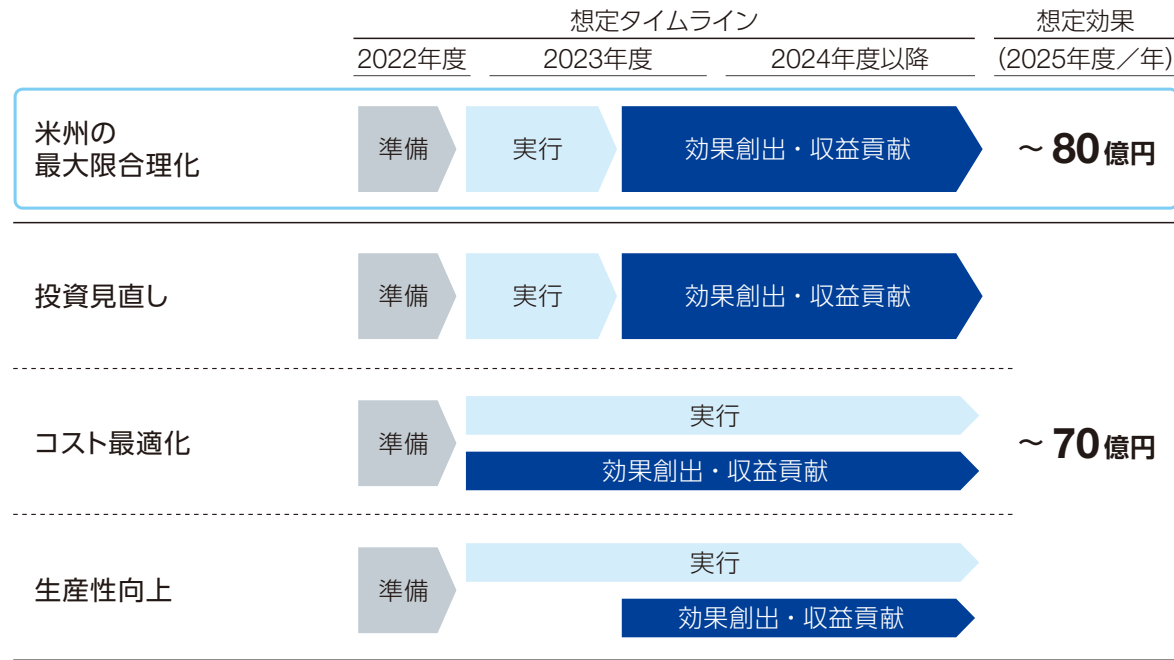 想定タイムライン 想定効果
2022年度 2023年度 2024年度以降 (2025年度／年)
米州の
最大限合理化
準備 実行 効果創出・収益貢献 ～80億円
投資見直し 準備 実行 効果創出・収益貢献
コスト最適化 準備 実行
効果創出・収益貢献
～70億円
生産性向上 準備 実行
効果創出・収益貢献